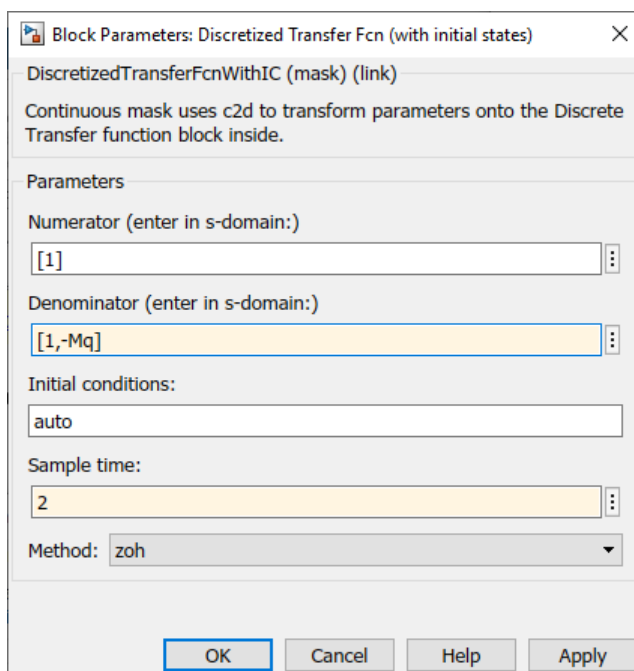 Block Parameters: Discretized Transfer Fcn (with initial states)
DiscretizedTransferFcnWithIC (mask) (link)
Continuous mask uses c2d to transform parameters onto the Discrete
Transfer function block inside.
Parameters
Numerator (enter in s-domain:)
[1]
Denominator (enter in s-domain:)
[1,-Mq]
Initial conditions:
auto
Sample time:
2
Method: zoh
OK Cancel Help Apply